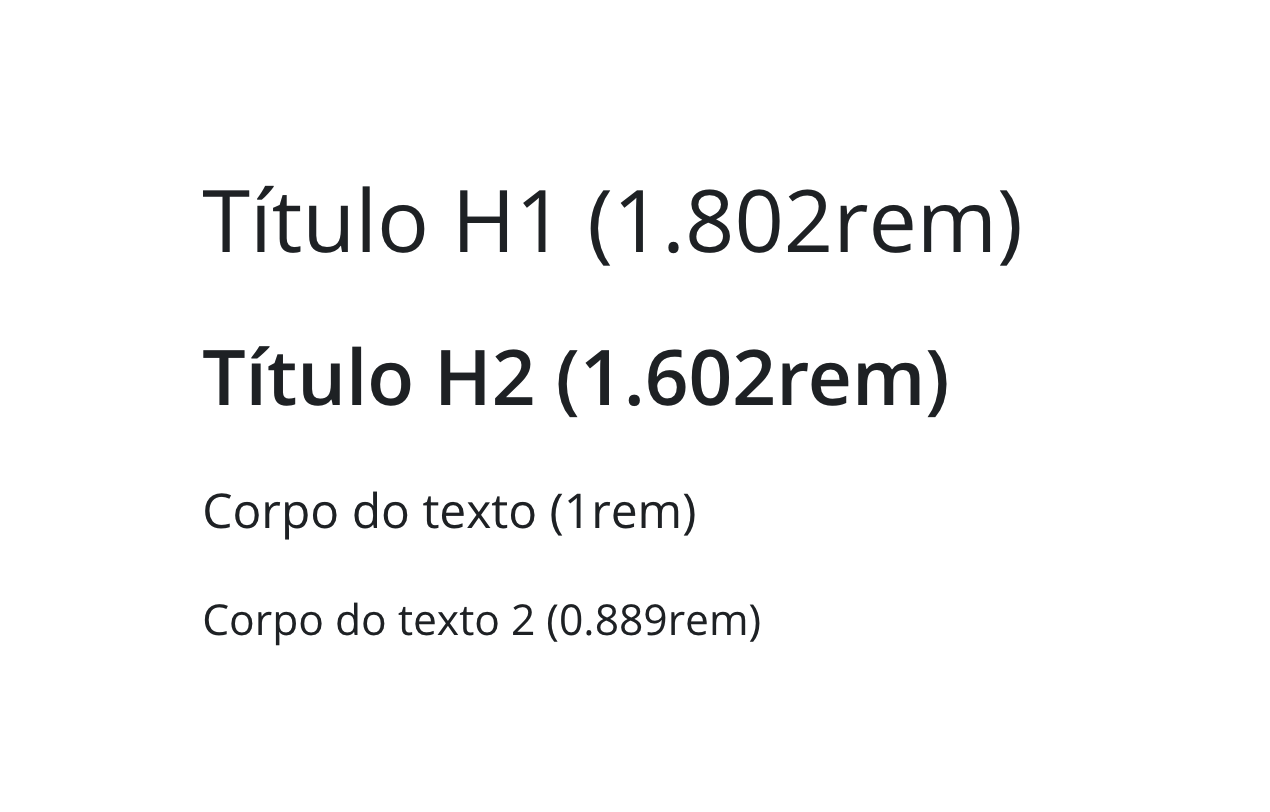 Título H1 (1.802rem)
Título H2 (1.602rem)
Corpo do texto (1rem)
Corpo do texto 2 (0.889rem)